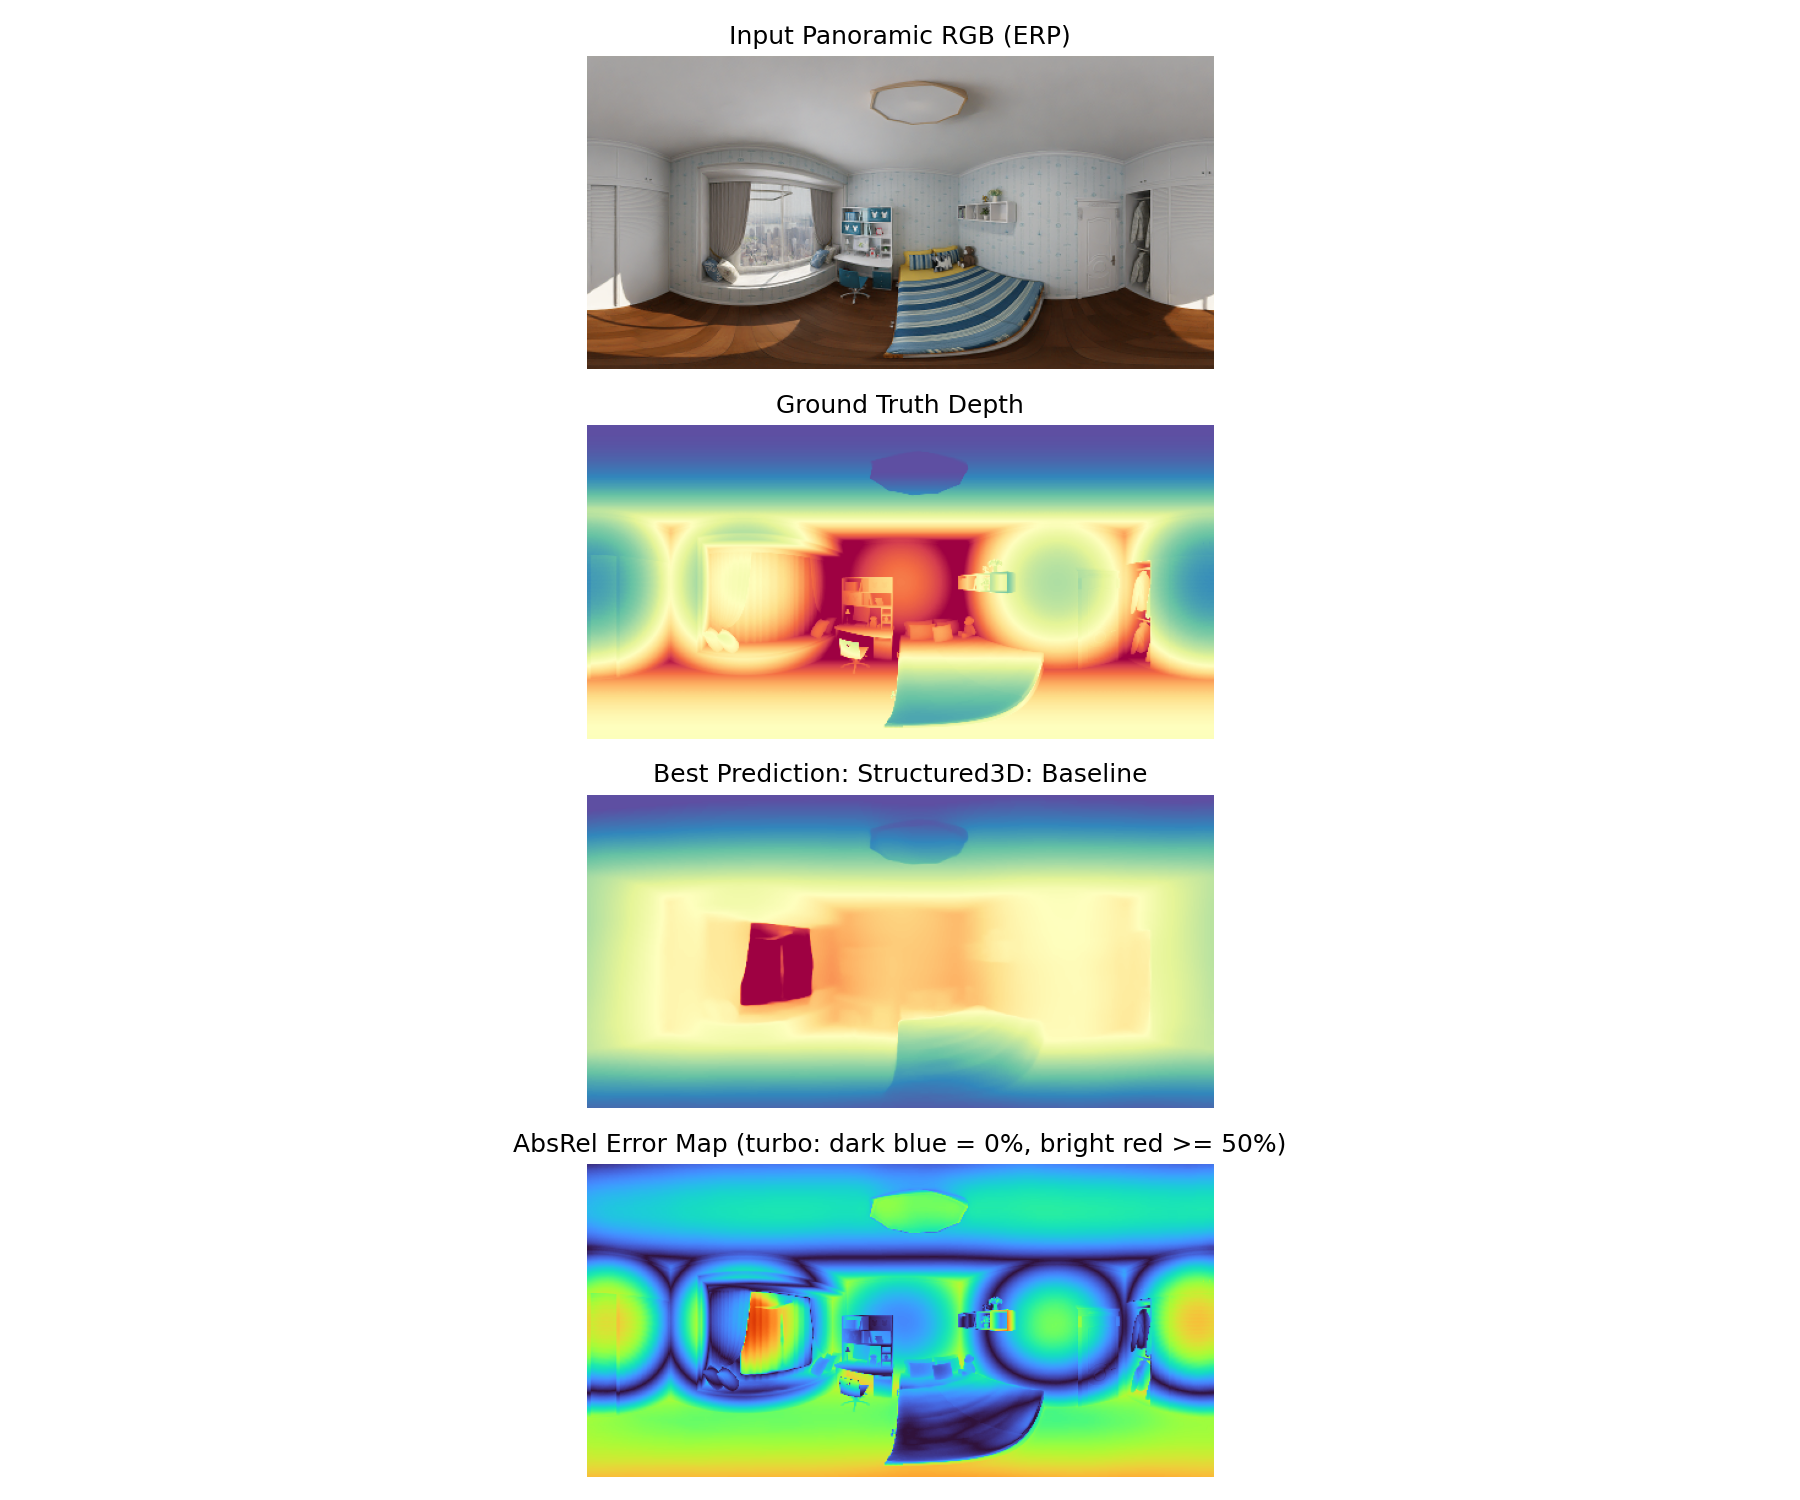 Input Panoramic RGB (ERP)
Ground Truth Depth
Best Prediction: Structured3D: Baseline
AbsRel Error Map (turbo: dark blue = 0%, bright red >= 50%)